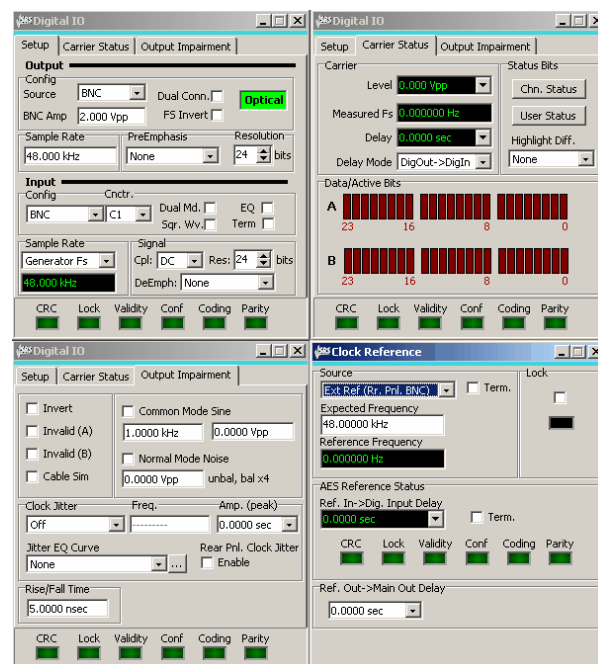 SRS Digital IO
Setup Carrier Status Output Impairment
Output
Config
Source BNC Dual Conn. Optical
BNC Amp 2.000 Vpp FS Invert
Sample Rate PreEmphasis Resolution
48.000 kHz None 24 bits
Input
Config Cnctr.
BNC C1 Dual Md. EQ
Sqr. Wv. Term
Sample Rate Signal
Generator Fs Cpl: DC Res: 24 bits
48.000 kHz DeEmph: None
CRC Lock Validity Conf Coding Parity
SRS Digital IO
Setup Carrier Status Output Impairment
Carrier Status Bits
Level 0.000 Vpp Chn. Status
Measured Fs 0.000000 Hz User Status
Delay 0.0000 sec Highlight Diff.
Delay Mode DigOut->DigIn None
Data/Active Bits
A
23 16 8 0
B
23 16 8 0
CRC Lock Validity Conf Coding Parity
SRS Digital IO
Setup Carrier Status Output Impairment
Invert Common Mode Sine
Invalid (A) 1.0000 kHz 0.0000 Vpp
Invalid (B) Normal Mode Noise
Cable Sim 0.0000 Vpp unbal, bal x4
Clock Jitter Freq. Amp. (peak)
Off --------- 0.0000 sec
Jitter EQ Curve Rear Pnl. Clock Jitter
None ... Enable
Rise/Fall Time
5.0000 nsec
CRC Lock Validity Conf Coding Parity
SRS Clock Reference
Source Lock
Ext Ref (Rr. Pnl. BNC) Term.
Expected Frequency
48.00000 kHz
Reference Frequency
0.000000 Hz
AES Reference Status
Ref. In->Dig. Input Delay
0.0000 sec Term.
CRC Lock Validity Conf Coding Parity
Ref. Out->Main Out Delay
0.0000 sec